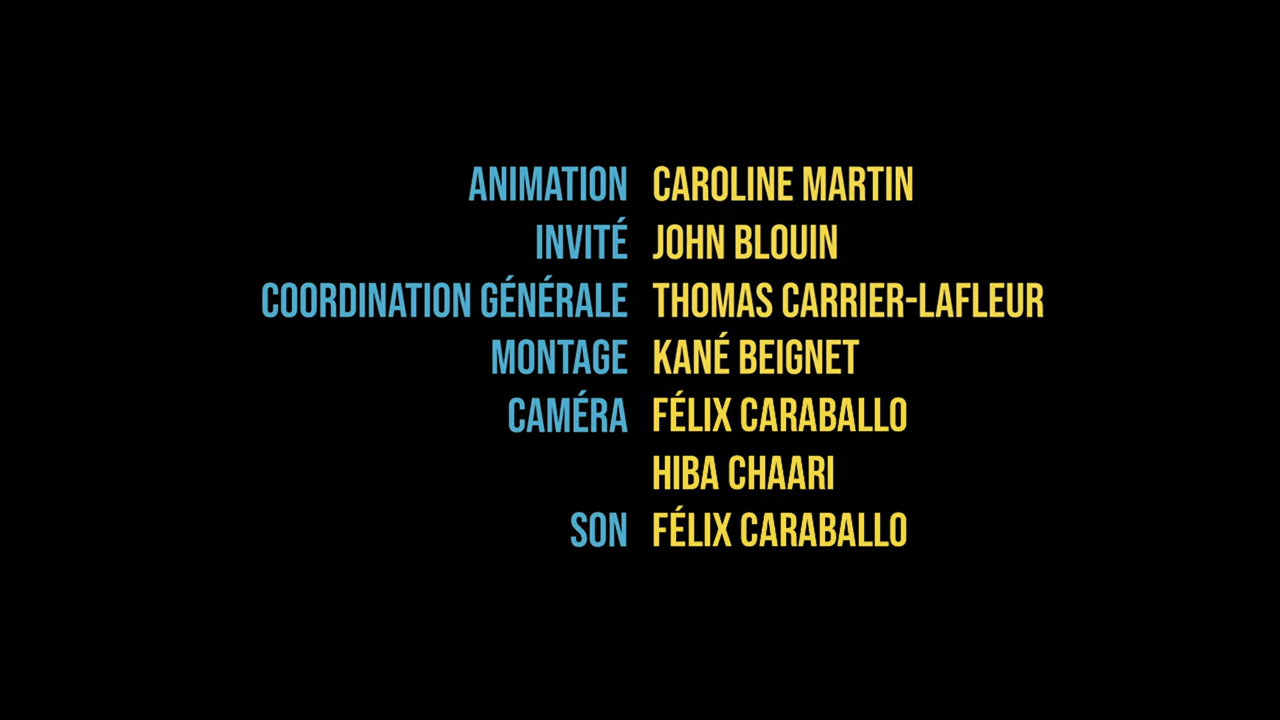 ANIMATION CAROLINE MARTIN
INVITÉ JOHN BLOUIN
COORDINATION GÉNÉRALE THOMAS CARRIER-LAFLEUR
MONTAGE KANÉ BEIGNET
CAMÉRA FÉLIX CARABALLO
HIBA CHAARI
SON FÉLIX CARABALLO